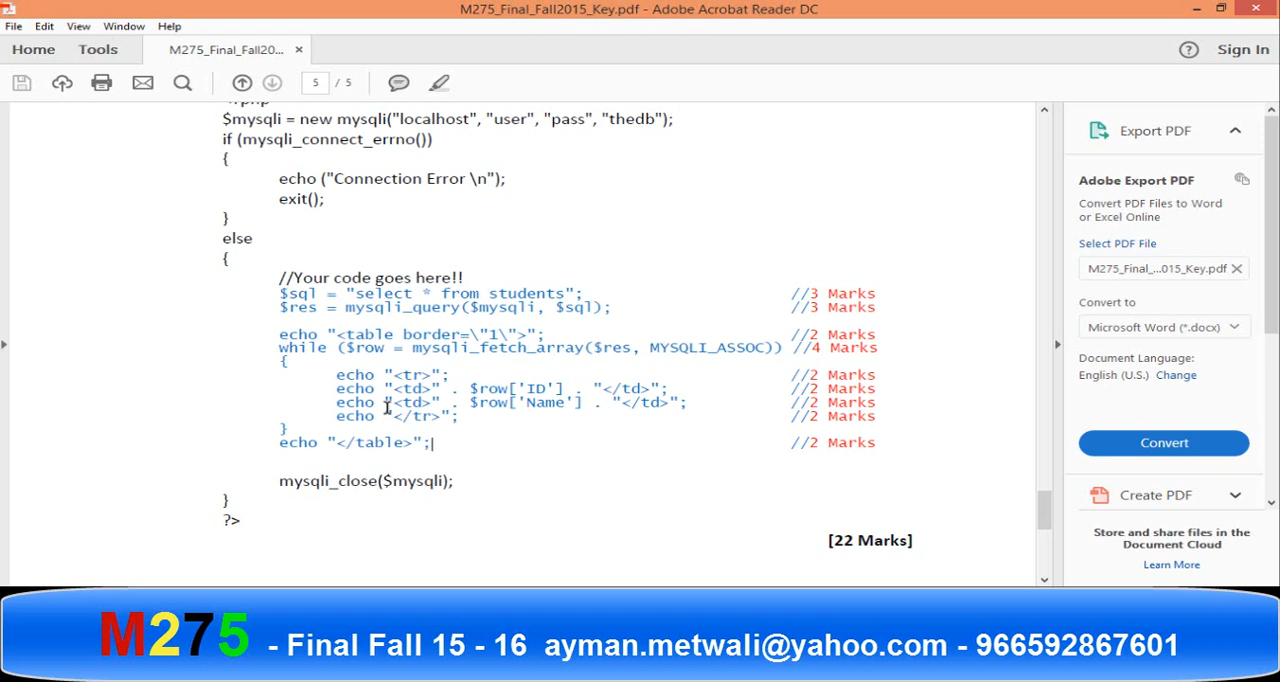 M275_Final_Fall2015_Key.pdf - Adobe Acrobat Reader DC
File Edit View Window Help
Home Tools M275_Final_Fall20... × Sign In
5 / 5
<?php
$mysqli = new mysqli("localhost", "user", "pass", "thedb");
if (mysqli_connect_errno())
{
echo ("Connection Error \n");
exit();
}
else
{
//Your code goes here!!
$sql = "select * from students"; //3 Marks
$res = mysqli_query($mysqli, $sql); //3 Marks
echo "<table border=\"1\">"; //2 Marks
while ($row = mysqli_fetch_array($res, MYSQLI_ASSOC)) //4 Marks
{
echo "<tr>"; //2 Marks
echo "<td>" . $row['ID'] . "</td>"; //2 Marks
echo "<td>" . $row['Name'] . "</td>"; //2 Marks
echo "</tr>"; //2 Marks
}
echo "</table>"; //2 Marks
mysqli_close($mysqli);
}
?>
[22 Marks]
Export PDF
Adobe Export PDF
Convert PDF Files to Word
or Excel Online
Select PDF File
M275_Final_...015_Key.pdf ×
Convert to
Microsoft Word (*.docx)
Document Language:
English (U.S.) Change
Convert
Create PDF
Store and share files in the
Document Cloud
Learn More
M275 - Final Fall 15 - 16 ayman.metwali@yahoo.com - 966592867601